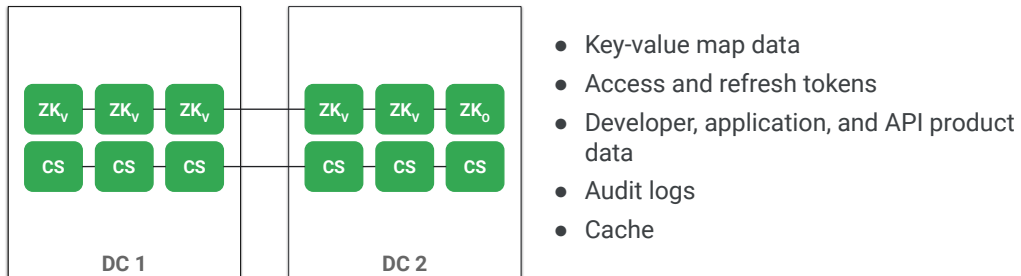 ZKV ZKV ZKV ZKV ZKV ZKO
CS CS CS CS CS CS
DC 1 DC 2
● Key-value map data
● Access and refresh tokens
● Developer, application, and API product
data
● Audit logs
● Cache